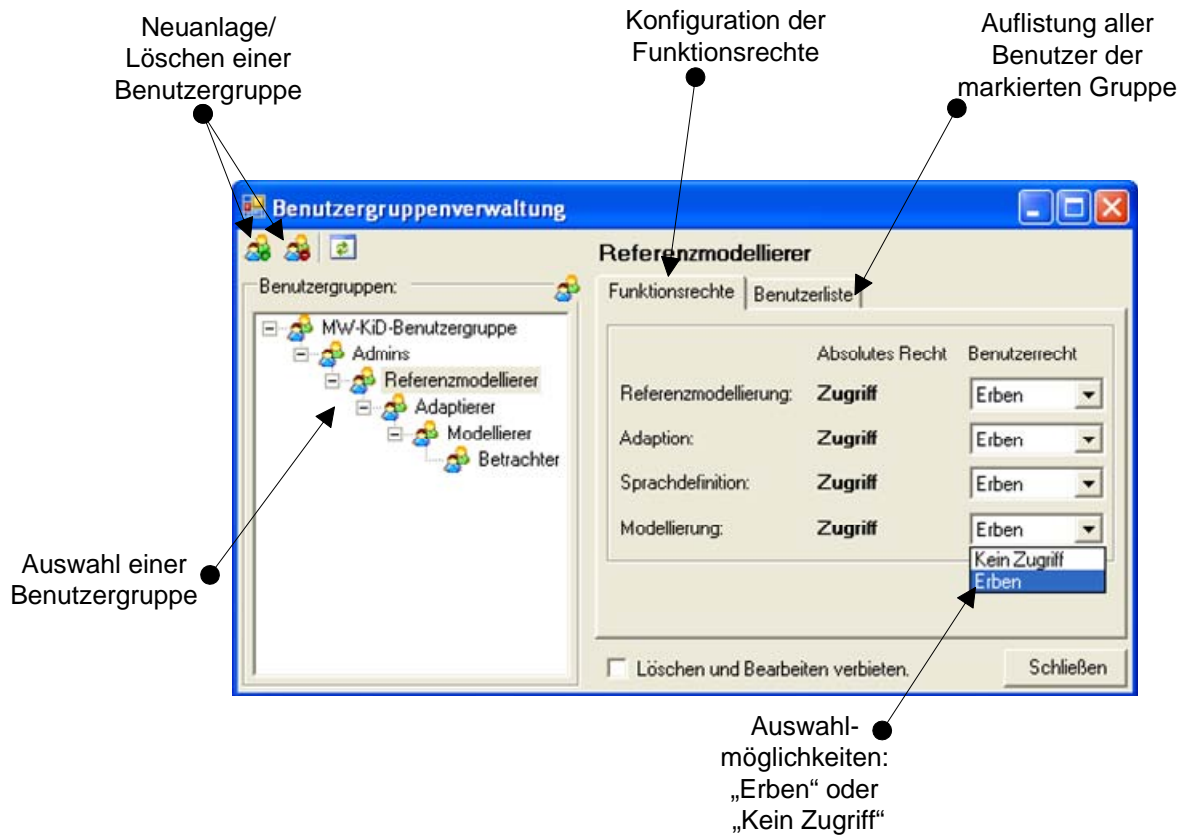 Neuanlage/
Löschen einer
Benutzergruppe
Konfiguration der
Funktionsrechte
Auflistung aller
Benutzer der
markierten Gruppe
Benutzergruppenverwaltung
Referenzmodellierer
Benutzergruppen:
MW-KiD-Benutzergruppe
Admins
Referenzmodellierer
Adaptierer
Modellierer
Betrachter
Funktionsrechte Benutzerliste
Absolutes Recht Benutzerrecht
Referenzmodellierung: Zugriff Erben
Adaption: Zugriff Erben
Sprachdefinition: Zugriff Erben
Modellierung: Zugriff Erben
Kein Zugriff
Erben
Löschen und Bearbeiten verbieten. Schließen
Auswahl einer
Benutzergruppe
Auswahl-
möglichkeiten:
„Erben“ oder
„Kein Zugriff“